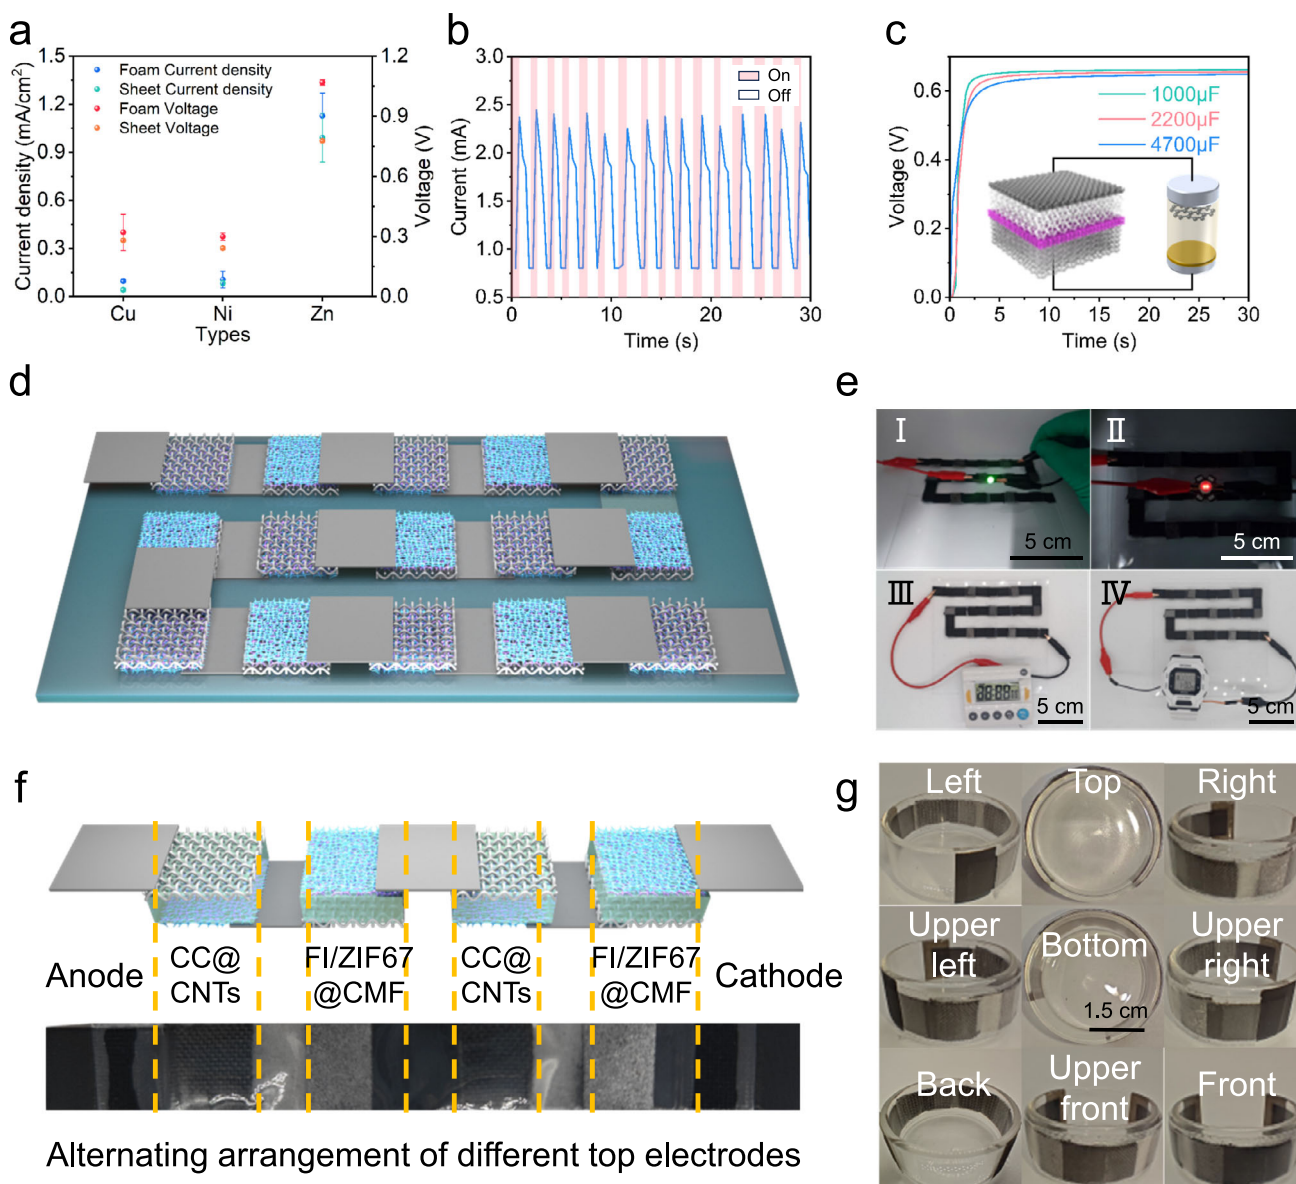 a
1.5
1.2
0.9
0.6
0.3
0.0
Current density (mA/cm²)
1.2
0.9
0.6
0.3
0.0
Voltage (V)
Foam Current density
Sheet Current density
Foam Voltage
Sheet Voltage
Cu
Ni
Zn
Types
b
3.0
2.5
2.0
1.5
1.0
0.5
Current (mA)
On
Off
0
10
20
30
Time (s)
c
0.6
0.4
0.2
0.0
Voltage (V)
1000μF
2200μF
4700μF
0
5
10
15
20
25
30
Time (s)
d
e
Ⅰ
5 cm
Ⅱ
5 cm
Ⅲ
5 cm
Ⅳ
5 cm
f
Anode
CC@
CNTs
FI/ZIF67
@CMF
CC@
CNTs
FI/ZIF67
@CMF
Cathode
Alternating arrangement of different top electrodes
g
Left
Top
Right
Upper
left
Bottom
1.5 cm
Upper
right
Back
Upper
front
Front